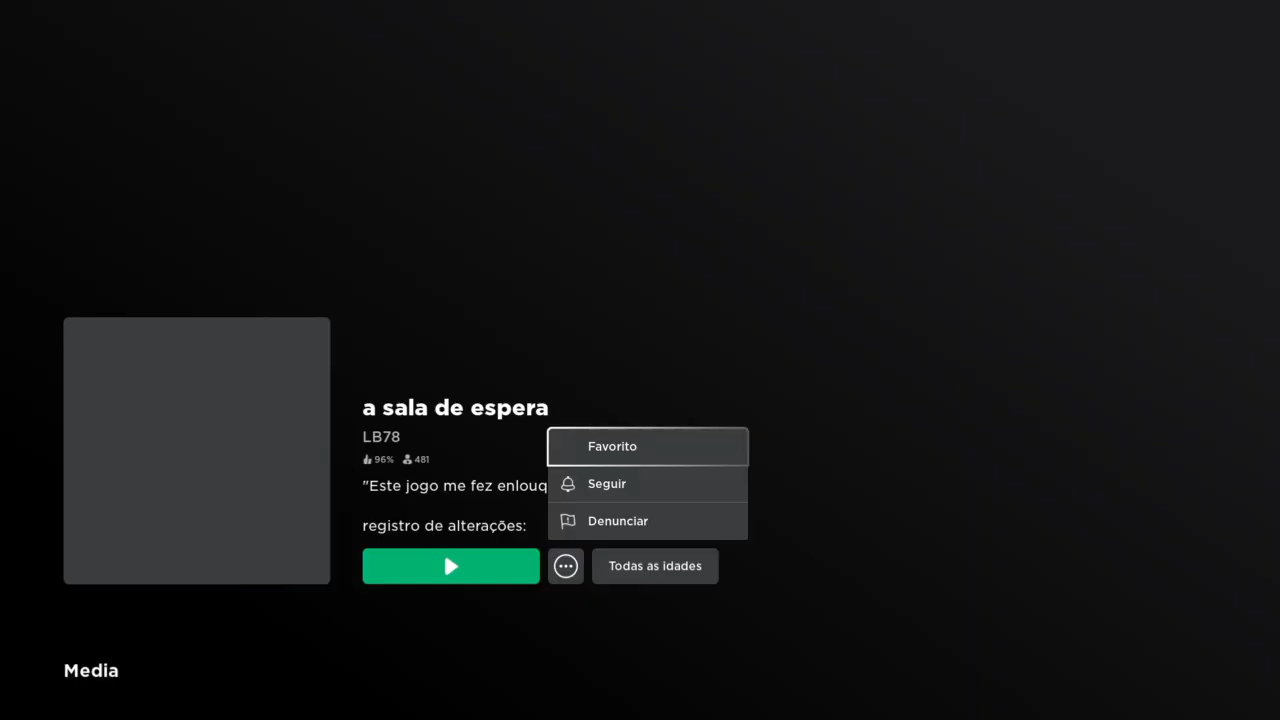 a sala de espera
LB78
96% 481
"Este jogo me fez enlouq
registro de alterações:
Favorito
Seguir
Denunciar
Todas as idades
Media